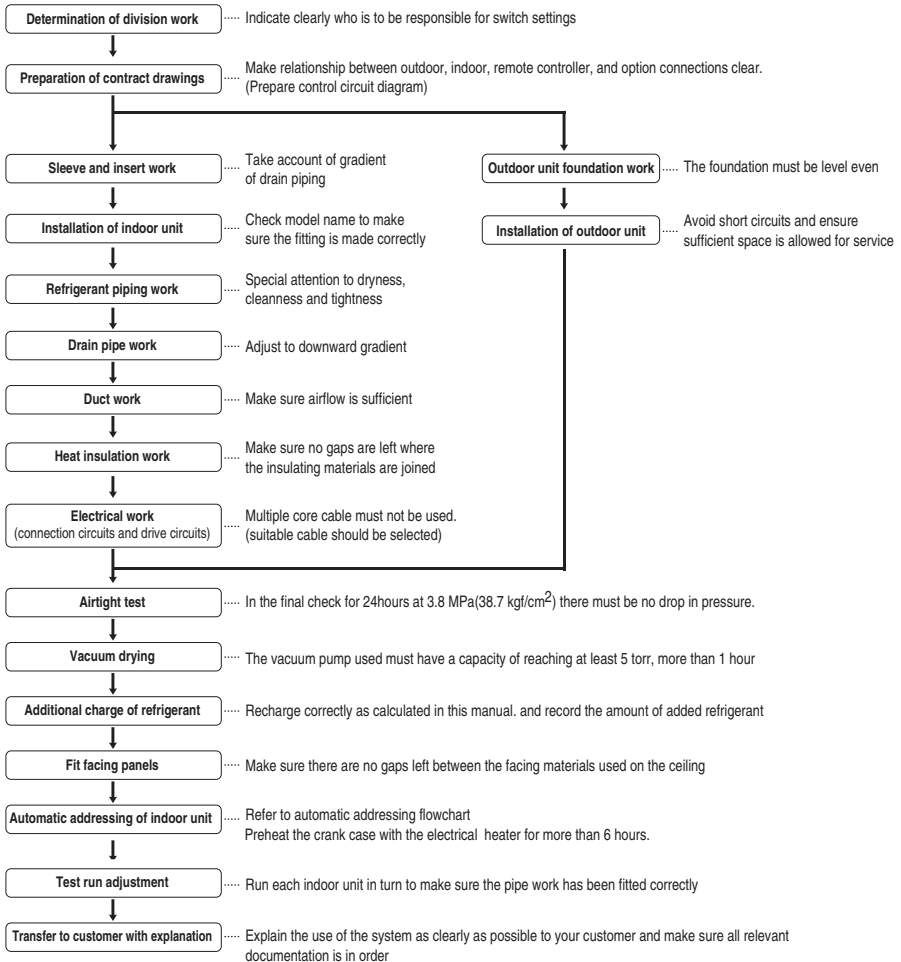 Determination of division work ····· Indicate clearly who is to be responsible for switch settings
Preparation of contract drawings ····· Make relationship between outdoor, indoor, remote controller, and option connections clear.
(Prepare control circuit diagram)
Sleeve and insert work ····· Take account of gradient
of drain piping
Outdoor unit foundation work ····· The foundation must be level even
Installation of indoor unit ····· Check model name to make
sure the fitting is made correctly
Installation of outdoor unit ····· Avoid short circuits and ensure
sufficient space is allowed for service
Refrigerant piping work ····· Special attention to dryness,
cleanness and tightness
Drain pipe work ····· Adjust to downward gradient
Duct work ····· Make sure airflow is sufficient
Heat insulation work ····· Make sure no gaps are left where
the insulating materials are joined
Electrical work
(connection circuits and drive circuits) ····· Multiple core cable must not be used.
(suitable cable should be selected)
Airtight test ····· In the final check for 24hours at 3.8 MPa(38.7 kgf/cm2) there must be no drop in pressure.
Vacuum drying ····· The vacuum pump used must have a capacity of reaching at least 5 torr, more than 1 hour
Additional charge of refrigerant ····· Recharge correctly as calculated in this manual. and record the amount of added refrigerant
Fit facing panels ····· Make sure there are no gaps left between the facing materials used on the ceiling
Automatic addressing of indoor unit ····· Refer to automatic addressing flowchart
Preheat the crank case with the electrical heater for more than 6 hours.
Test run adjustment ····· Run each indoor unit in turn to make sure the pipe work has been fitted correctly
Transfer to customer with explanation ····· Explain the use of the system as clearly as possible to your customer and make sure all relevant
documentation is in order